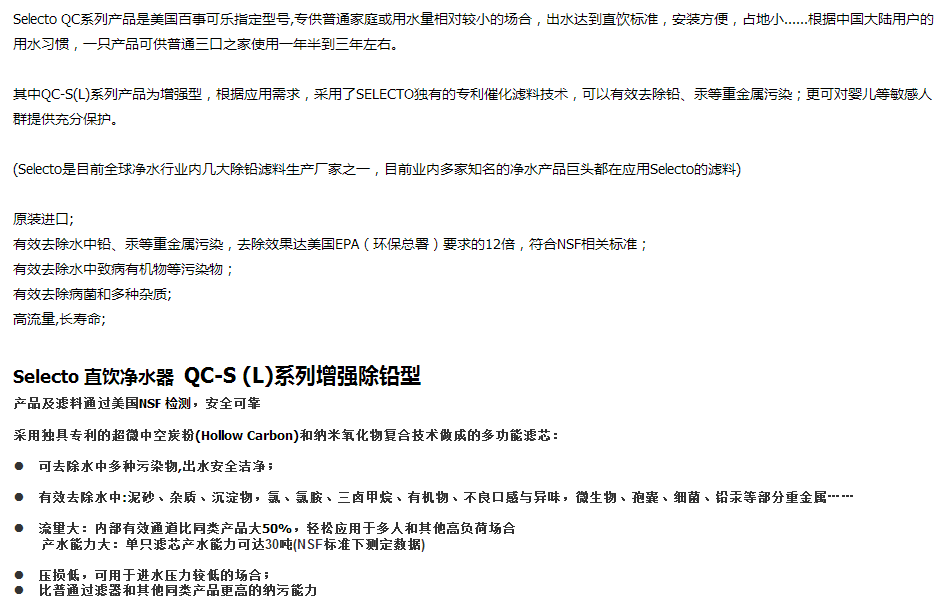 Selecto QC系列产品是美国百事可乐指定型号,专供普通家庭或用水量相对较小的场合，出水达到直饮标准，安装方便，占地小......根据中国大陆用户的
用水习惯，一只产品可供普通三口之家使用一年半到三年左右。
其中QC-S(L)系列产品为增强型，根据应用需求，采用了SELECTO独有的专利催化滤料技术，可以有效去除铅、汞等重金属污染；更可对婴儿等敏感人
群提供充分保护。
(Selecto是目前全球净水行业内几大除铅滤料生产厂家之一，目前业内多家知名的净水产品巨头都在应用Selecto的滤料)
原装进口;
有效去除水中铅、汞等重金属污染，去除效果达美国EPA（环保总署）要求的12倍，符合NSF相关标准；
有效去除水中致病有机物等污染物；
有效去除病菌和多种杂质;
高流量,长寿命;
Selecto 直饮净水器 QC-S (L)系列增强除铅型
产品及滤料通过美国NSF 检测，安全可靠
采用独具专利的超微中空炭粉(Hollow Carbon)和纳米氧化物复合技术做成的多功能滤芯：
● 可去除水中多种污染物,出水安全洁净；
● 有效去除水中:泥砂、杂质、沉淀物，氯、氯胺、三卤甲烷、有机物、不良口感与异味，微生物、孢囊、细菌、铅汞等部分重金属……
● 流量大：内部有效通道比同类产品大50%，轻松应用于多人和其他高负荷场合
产水能力大：单只滤芯产水能力可达30吨(NSF标准下测定数据)
● 压损低，可用于进水压力较低的场合；
● 比普通过滤器和其他同类产品更高的纳污能力